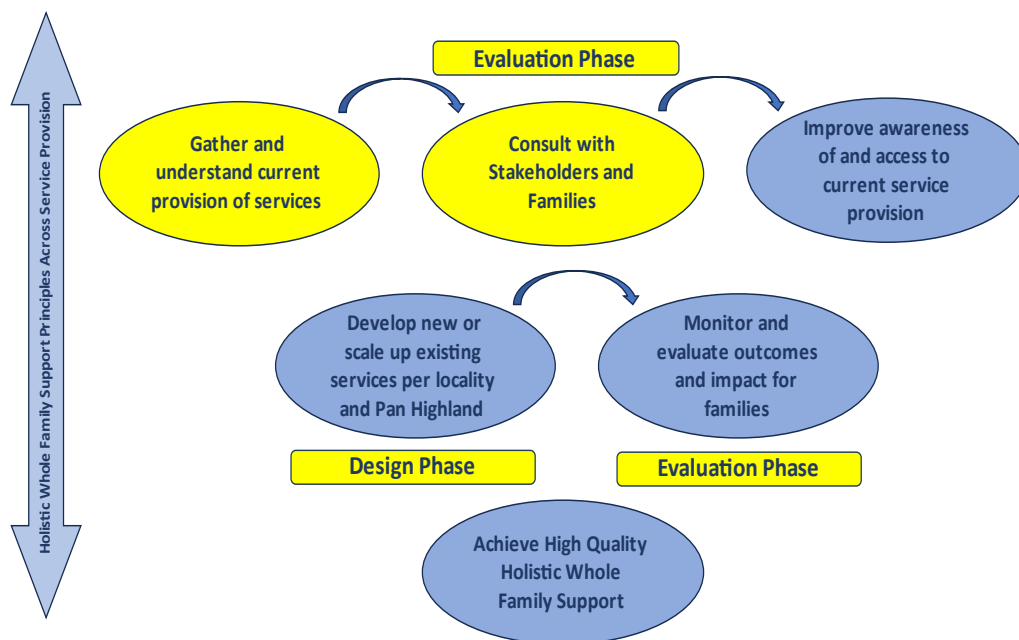 Holistic Whole Family Support Principles Across Service Provision
Evaluation Phase
Gather and
understand current
provision of services
Consult with
Stakeholders and
Families
Improve awareness
of and access to
current service
provision
Develop new or
scale up existing
services per locality
and Pan Highland
Monitor and
evaluate outcomes
and impact for
families
Design Phase
Evaluation Phase
Achieve High Quality
Holistic Whole
Family Support